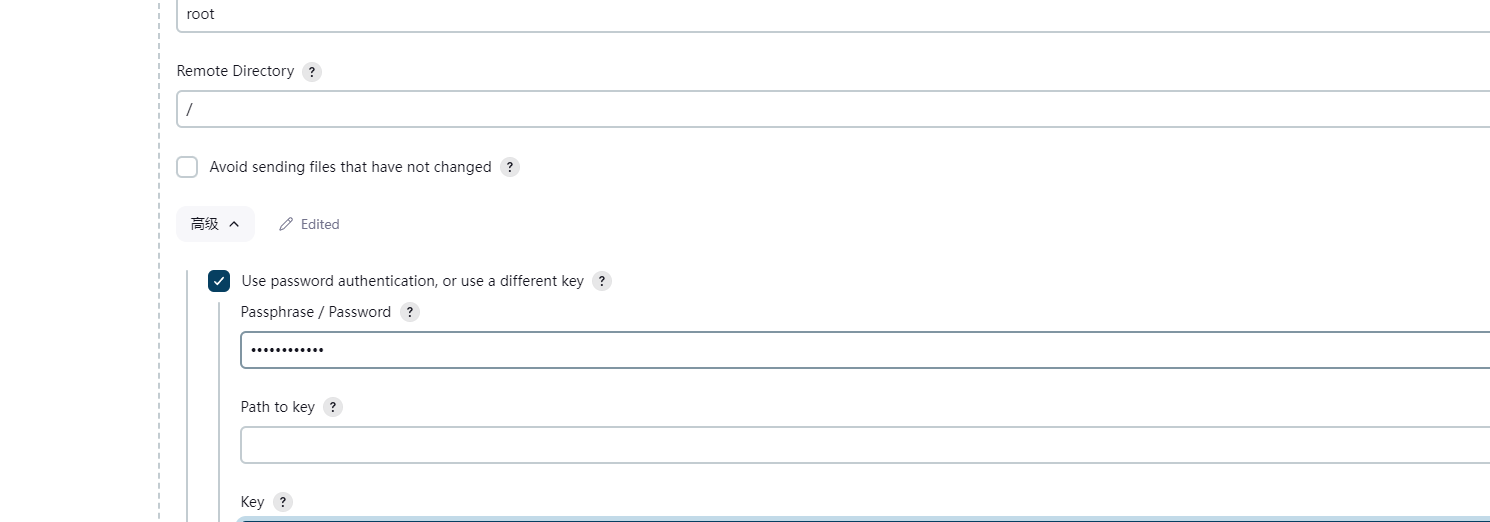 root
Remote Directory ?
/
Avoid sending files that have not changed ?
高级 Edited
Use password authentication, or use a different key ?
Passphrase / Password ?
••••••••••••
Path to key ?
Key ?